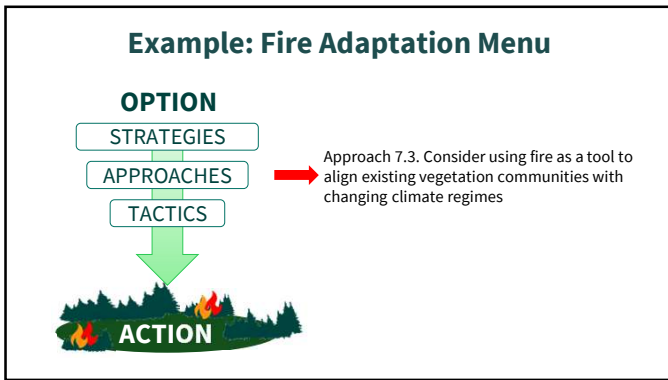 Example: Fire Adaptation Menu
OPTION
STRATEGIES
APPROACHES
TACTICS
ACTION
Approach 7.3. Consider using fire as a tool to
align existing vegetation communities with
changing climate regimes